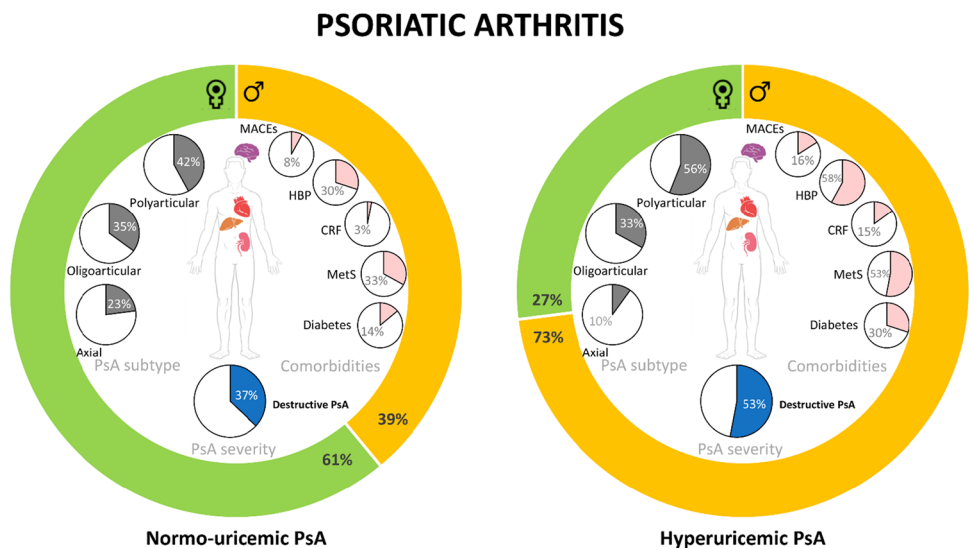 PSORIATIC ARTHRITIS
MACEs
8%
42%
Polyarticular
30%
HBP
35%
Oligoarticular
CRF
3%
MetS
33%
23%
Axial
Diabetes
14%
PsA subtype
Comorbidities
37%
Destructive PsA
PsA severity
39%
61%
Normo-uricemic PsA
MACEs
16%
56%
Polyarticular
58%
HBP
33%
Oligoarticular
CRF
15%
MetS
53%
27%
73%
10%
Axial
Diabetes
30%
PsA subtype
Comorbidities
53%
Destructive PsA
PsA severity
Hyperuricemic PsA